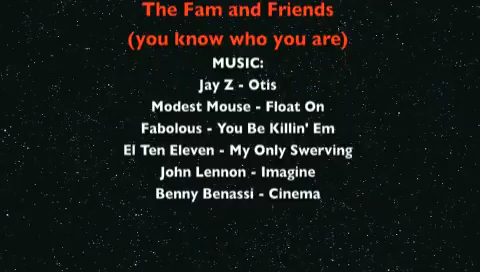 The Fam and Friends
(you know who you are)
MUSIC:
Jay Z - Otis
Modest Mouse - Float On
Fabolous - You Be Killin' Em
El Ten Eleven - My Only Swerving
John Lennon - Imagine
Benny Benassi - Cinema